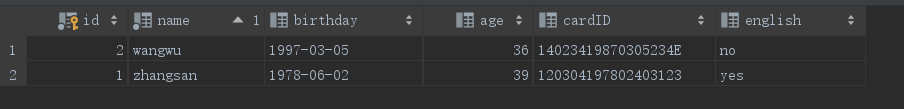 id name 1 birthday age cardID english
1 2 wangwu 1997-03-05 36 14023419870305234E no
2 1 zhangsan 1978-06-02 39 120304197802403123 yes